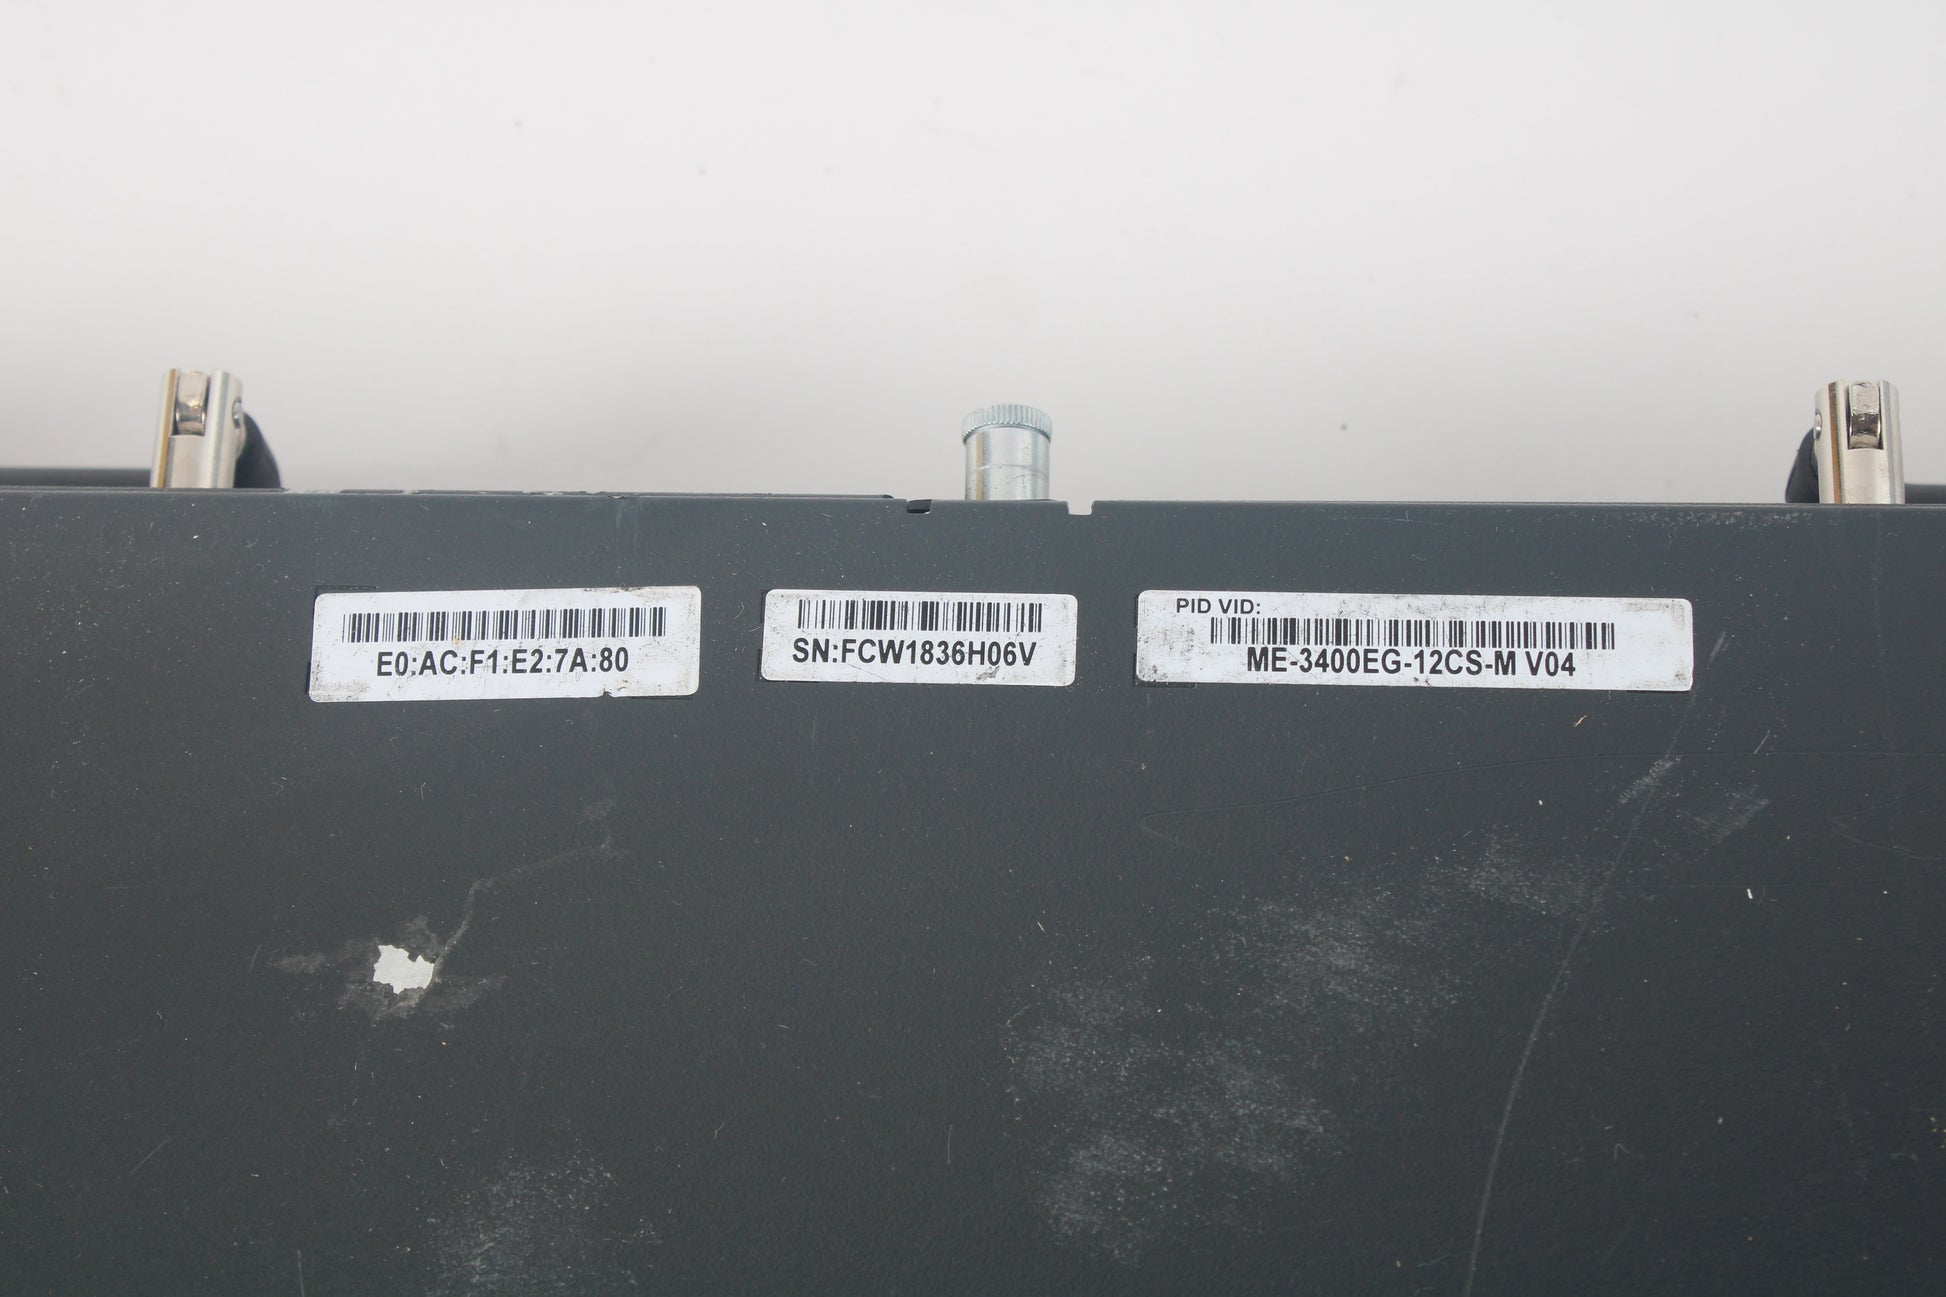 E0:AC:F1:E2:7A:80
SN:FCW1836H06V
PID VID:
ME-3400EG-12CS-M V04